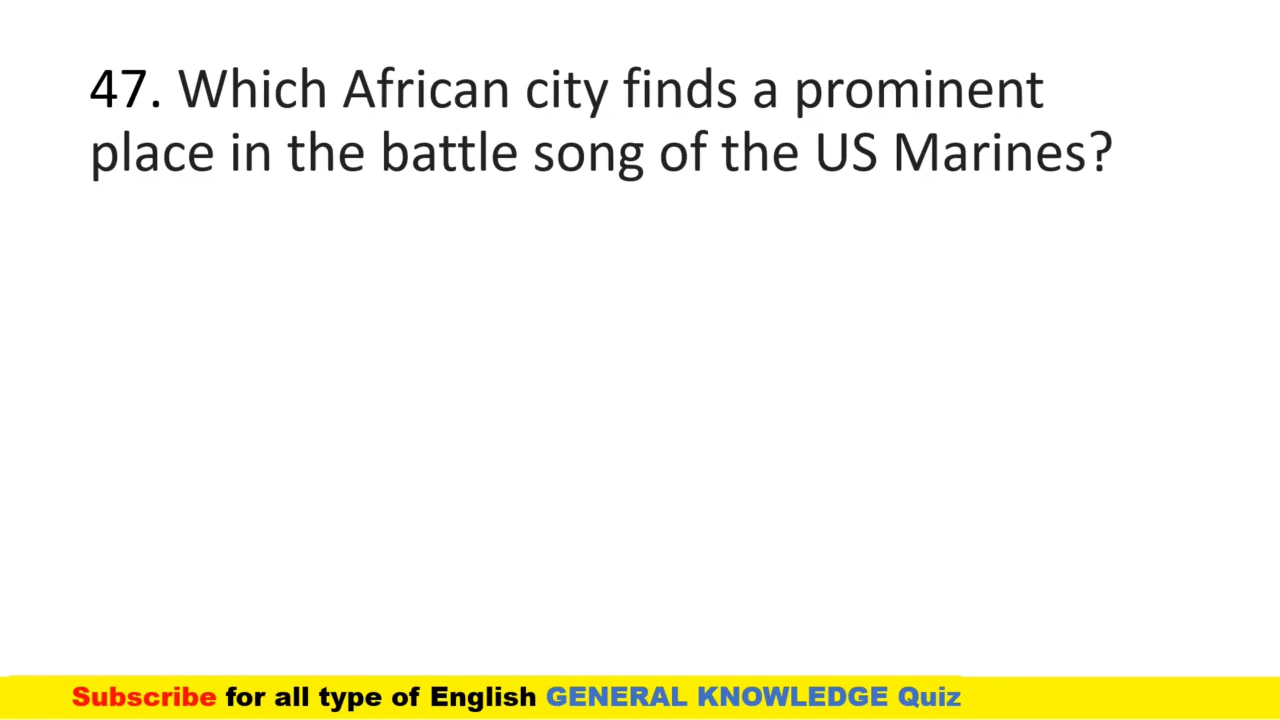 47. Which African city finds a prominent
place in the battle song of the US Marines?
Subscribe for all type of English GENERAL KNOWLEDGE Quiz